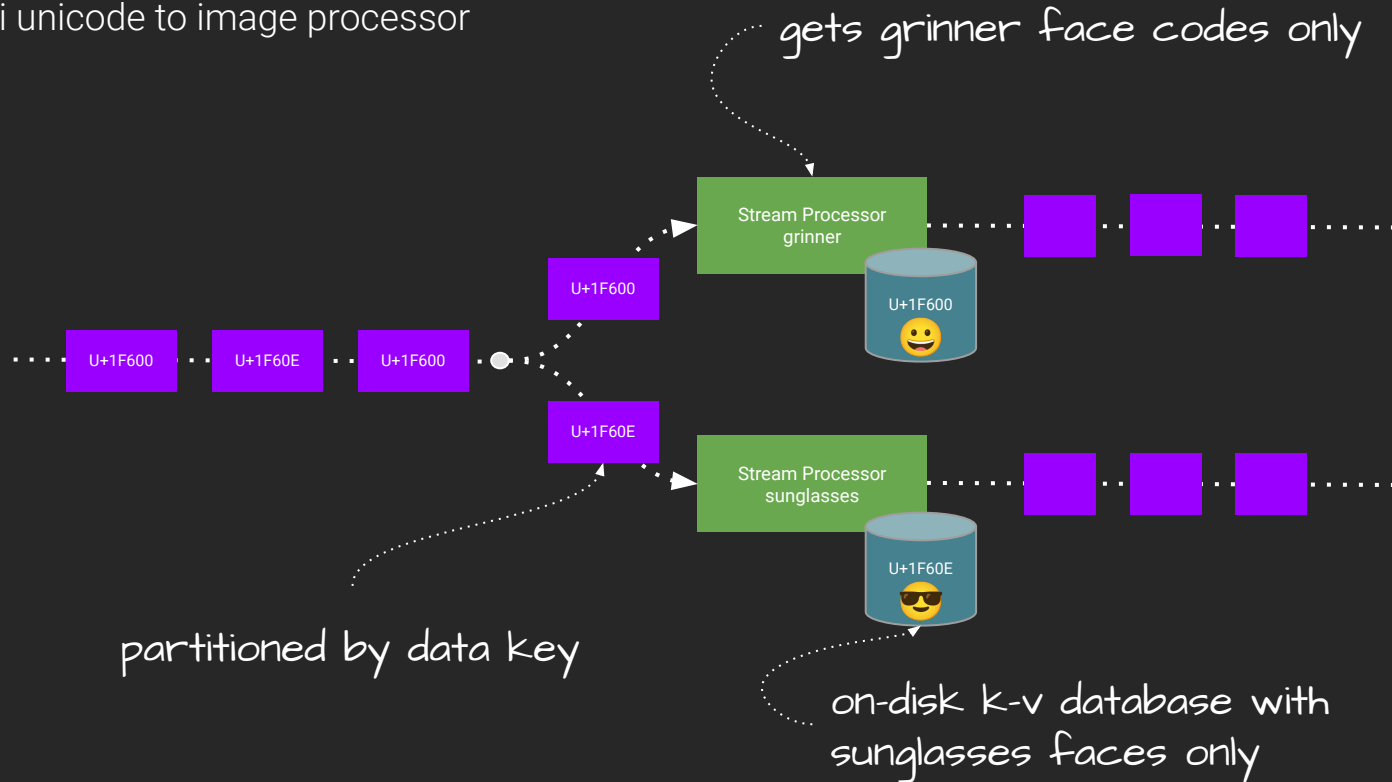 i unicode to image processor
gets grinner face codes only
Stream Processor
grinner
U+1F600
U+1F600
U+1F600
U+1F60E
U+1F600
U+1F60E
Stream Processor
sunglasses
U+1F60E
partitioned by data key
on-disk k-v database with
sunglasses faces only